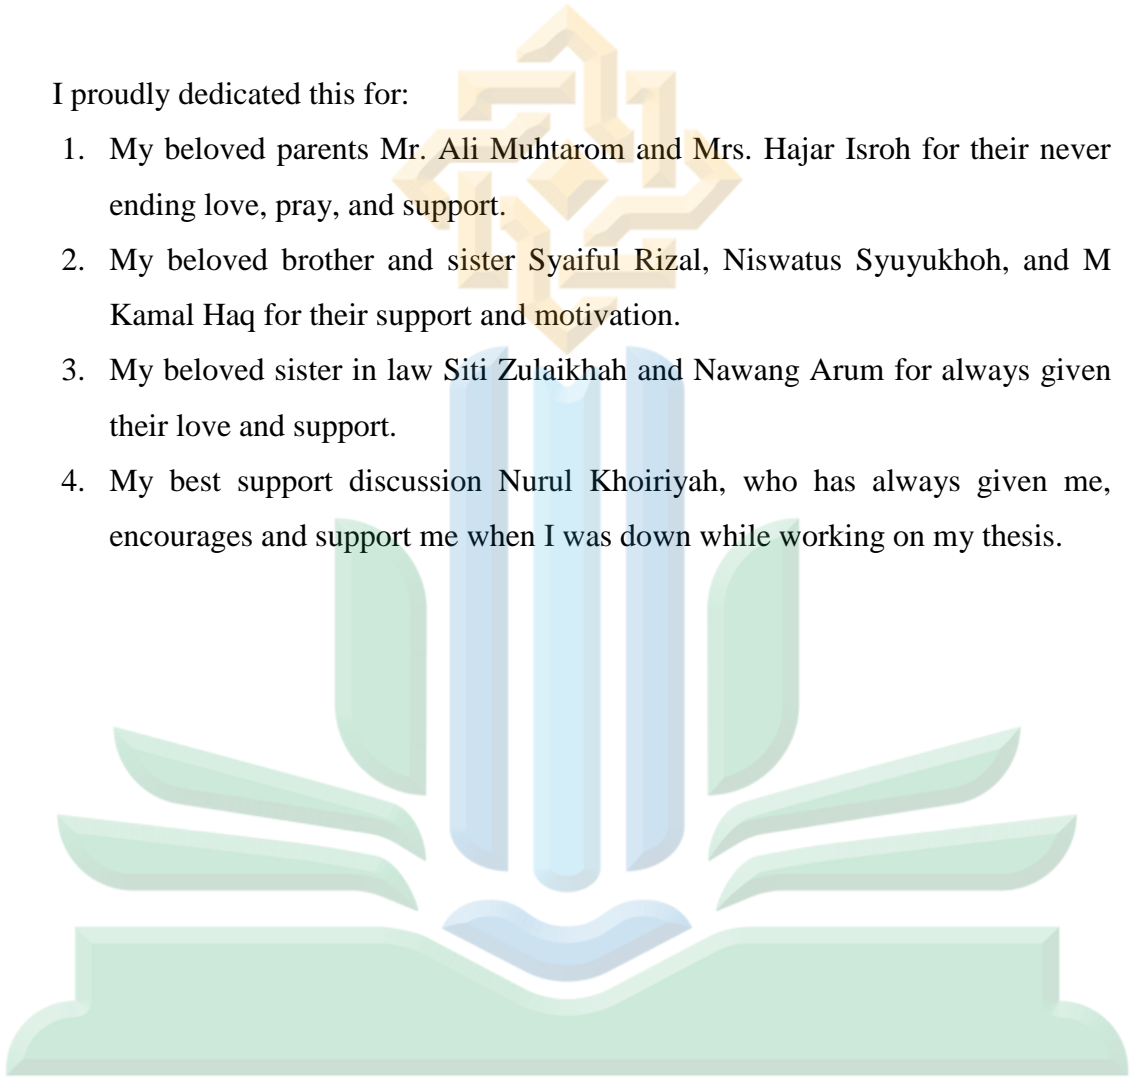 I proudly dedicated this for:
1. My beloved parents Mr. Ali Muhtarom and Mrs. Hajar Isroh for their never
ending love, pray, and support.
2. My beloved brother and sister Syaiful Rizal, Niswatus Syuyukhoh, and M
Kamal Haq for their support and motivation.
3. My beloved sister in law Siti Zulaikhah and Nawang Arum for always given
their love and support.
4. My best support discussion Nurul Khoiriyah, who has always given me,
encourages and support me when I was down while working on my thesis.